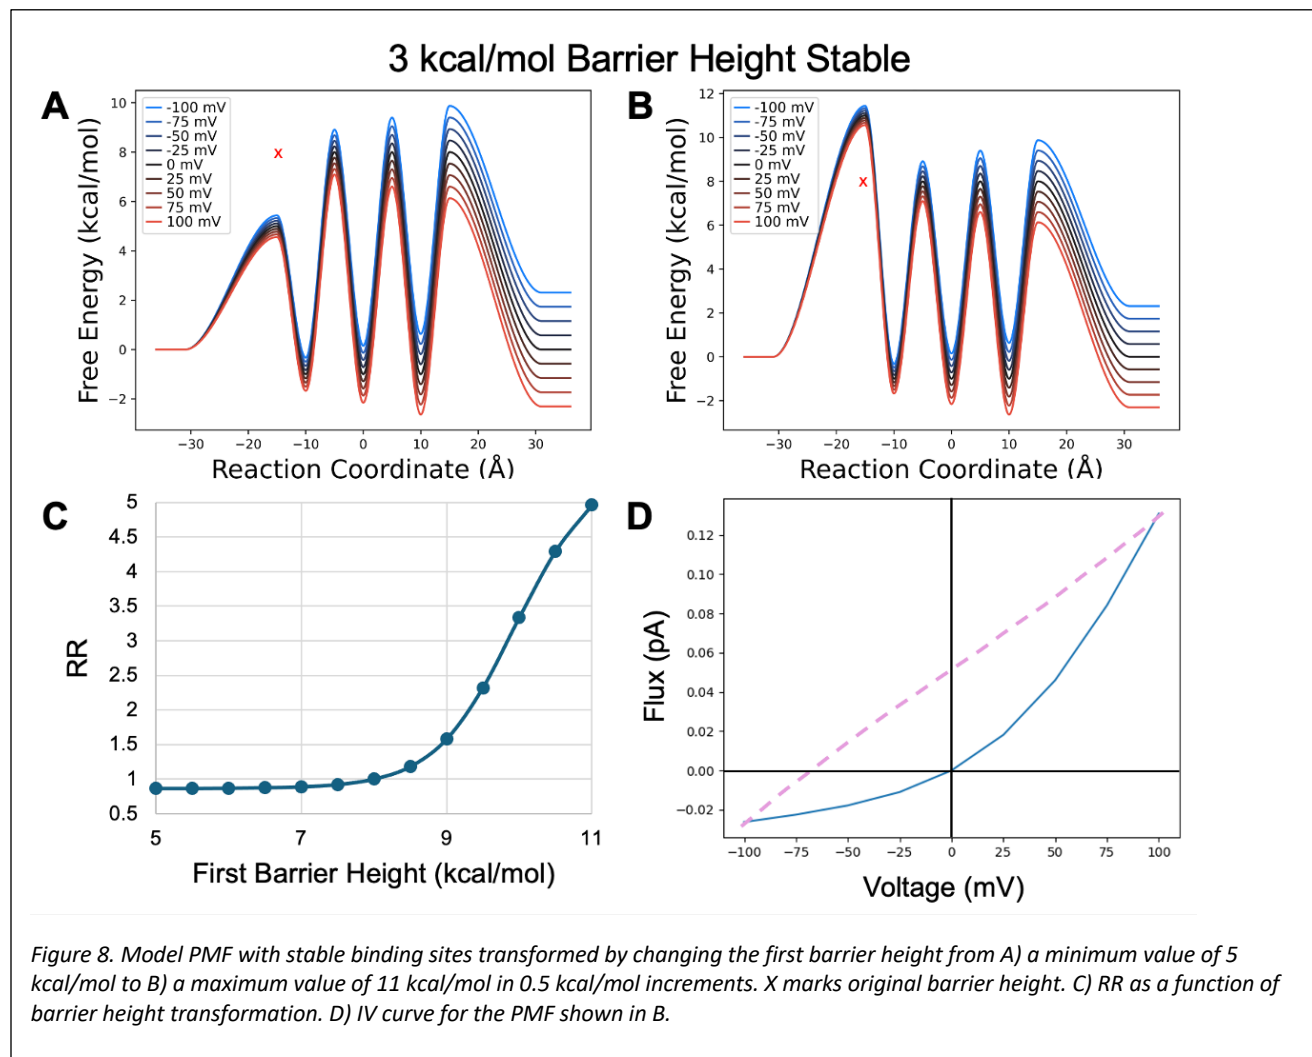 3 kcal/mol Barrier Height Stable
A
Free Energy (kcal/mol)
10
8
6
4
2
0
−2
-100 mV
-75 mV
-50 mV
-25 mV
0 mV
25 mV
50 mV
75 mV
100 mV
X
−30
−20
−10
0
10
20
30
Reaction Coordinate (Å)
B
Free Energy (kcal/mol)
12
10
8
6
4
2
0
−2
-100 mV
-75 mV
-50 mV
-25 mV
0 mV
25 mV
50 mV
75 mV
100 mV
X
−30
−20
−10
0
10
20
30
Reaction Coordinate (Å)
C
RR
5
4.5
4
3.5
3
2.5
2
1.5
1
0.5
5
7
9
11
First Barrier Height (kcal/mol)
D
Flux (pA)
0.12
0.10
0.08
0.06
0.04
0.02
0.00
−0.02
−100
−75
−50
−25
0
25
50
75
100
Voltage (mV)
Figure 8. Model PMF with stable binding sites transformed by changing the first barrier height from A) a minimum value of 5
kcal/mol to B) a maximum value of 11 kcal/mol in 0.5 kcal/mol increments. X marks original barrier height. C) RR as a function of
barrier height transformation. D) IV curve for the PMF shown in B.